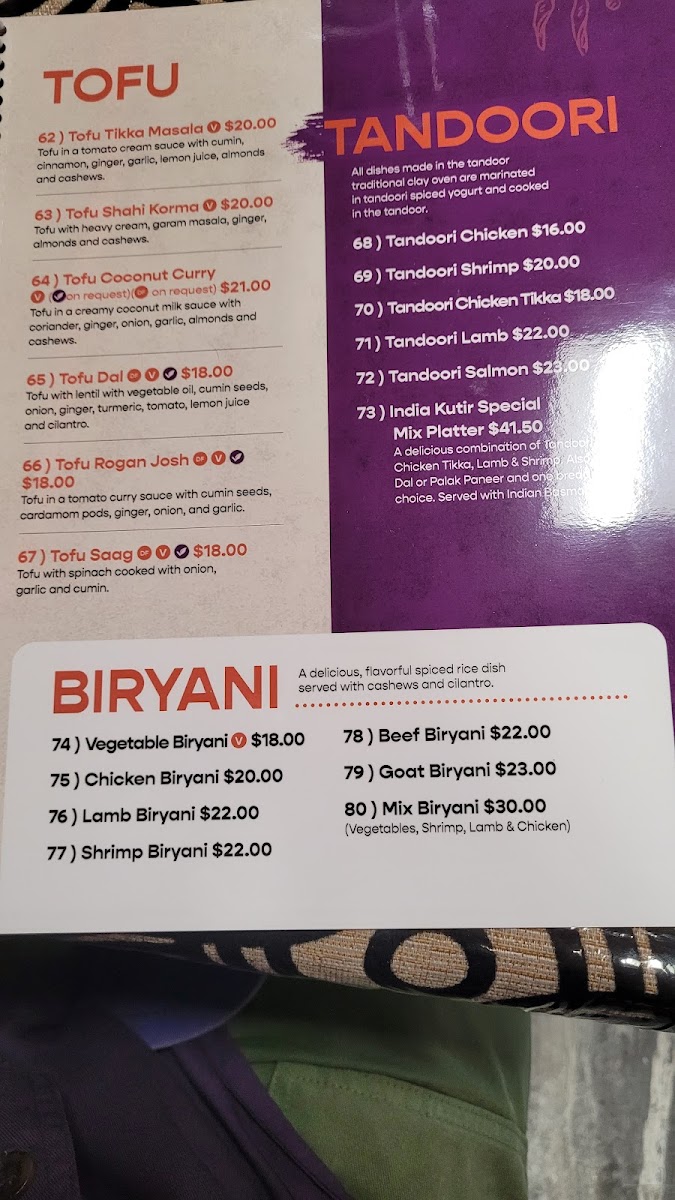 TOFU
62 ) Tofu Tikka Masala V $20.00
Tofu in a tomato cream sauce with cumin,
cinnamon, ginger, garlic, lemon juice, almonds
and cashews.
63 ) Tofu Shahi Korma V $20.00
Tofu with heavy cream, garam masala, ginger,
almonds and cashews.
64 ) Tofu Coconut Curry
V ( on request)(DF on request) $21.00
Tofu in a creamy coconut milk sauce with
coriander, ginger, onion, garlic, almonds and
cashews.
65 ) Tofu Dal DF V $18.00
Tofu with lentil with vegetable oil, cumin seeds,
onion, ginger, turmeric, tomato, lemon juice
and cilantro.
66 ) Tofu Rogan Josh DF V
$18.00
Tofu in a tomato curry sauce with cumin seeds,
cardamom pods, ginger, onion, and garlic.
67 ) Tofu Saag DF V $18.00
Tofu with spinach cooked with onion,
garlic and cumin.
TANDOORI
All dishes made in the tandoor
traditional clay oven are marinated
in tandoori spiced yogurt and cooked
in the tandoor.
68 ) Tandoori Chicken $16.00
69 ) Tandoori Shrimp $20.00
70 ) Tandoori Chicken Tikka $18.00
71 ) Tandoori Lamb $22.00
72 ) Tandoori Salmon $23.00
73 ) India Kutir Special
Mix Platter $41.50
A delicious combination of
Chicken Tikka, Lamb & Shrimp, Also
Dal or Palak Paneer and one bread
choice. Served with Indian
BIRYANI
A delicious, flavorful spiced rice dish
served with cashews and cilantro.
74 ) Vegetable Biryani V $18.00
75 ) Chicken Biryani $20.00
76 ) Lamb Biryani $22.00
77 ) Shrimp Biryani $22.00
78 ) Beef Biryani $22.00
79 ) Goat Biryani $23.00
80 ) Mix Biryani $30.00
(Vegetables, Shrimp, Lamb & Chicken)